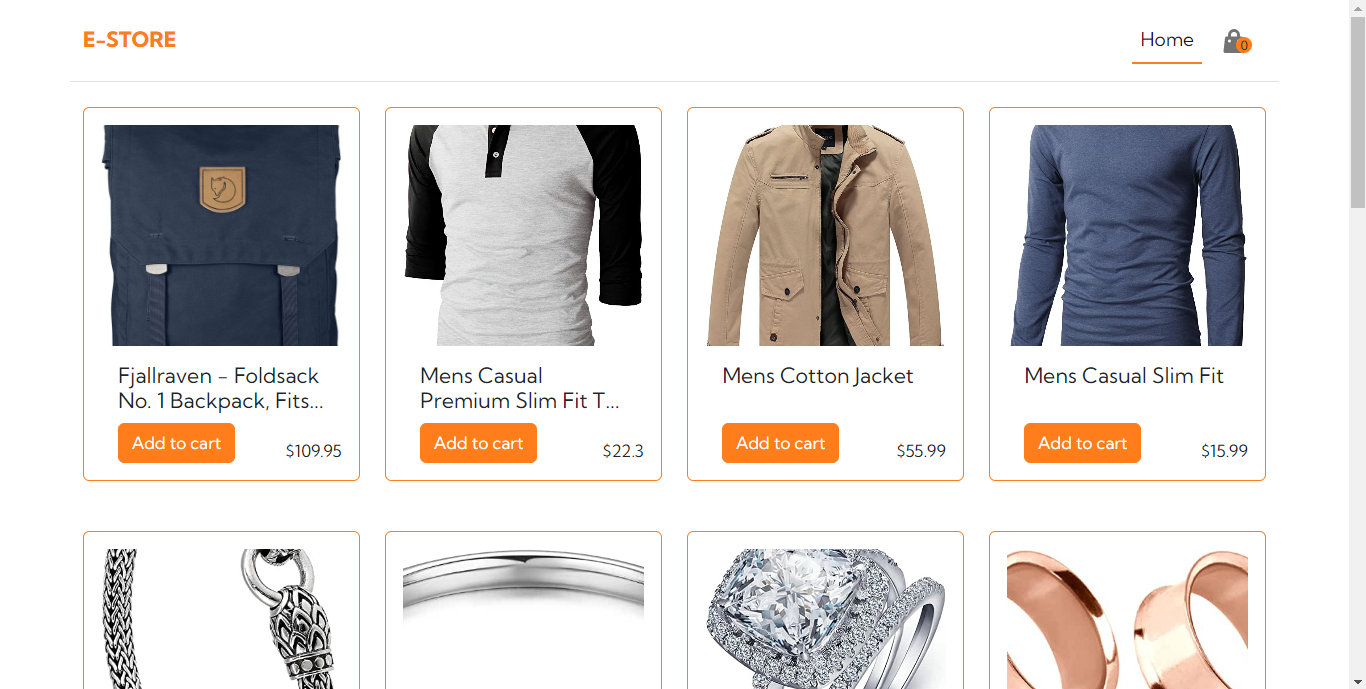 E-STORE
Home
0
Fjallraven - Foldsack
No. 1 Backpack, Fits...
Add to cart
$109.95
Mens Casual
Premium Slim Fit T...
Add to cart
$22.3
Mens Cotton Jacket
Add to cart
$55.99
Mens Casual Slim Fit
Add to cart
$15.99